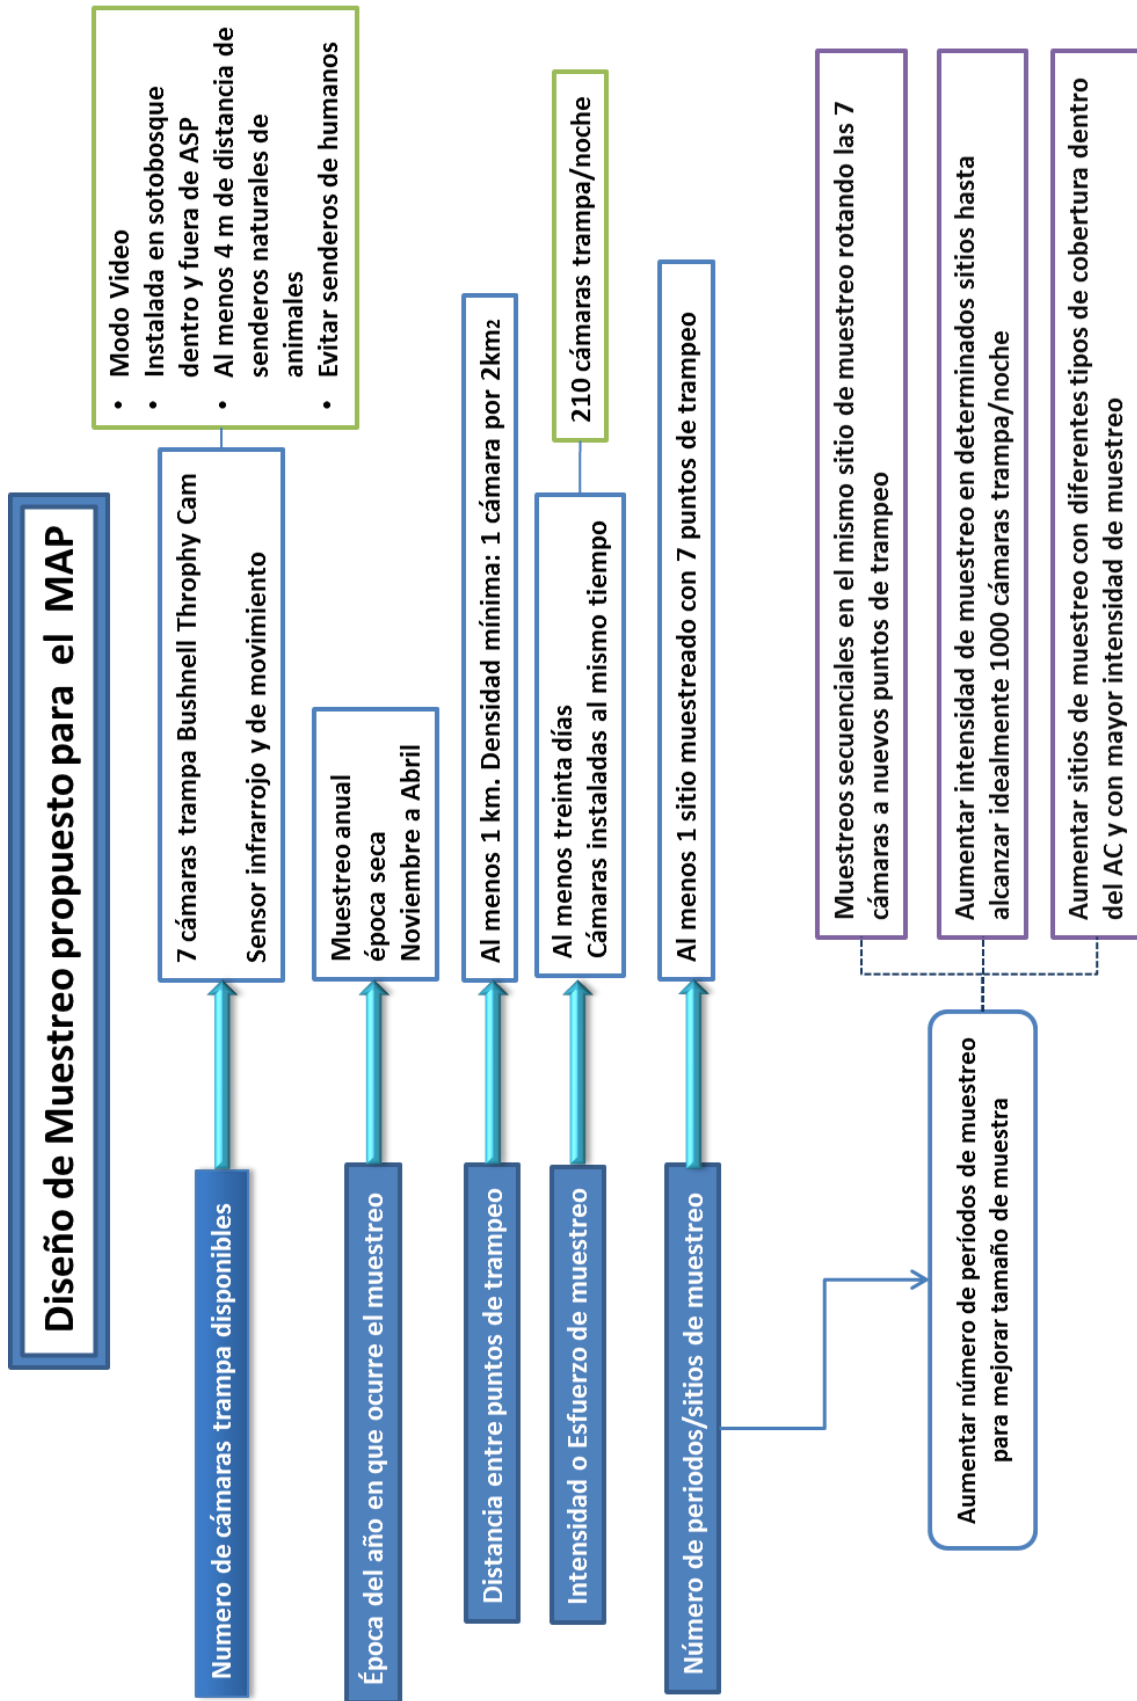 Diseño de Muestreo propuesto para el MAP
Numero de cámaras trampa disponibles
7 cámaras trampa Bushnell Throphy Cam
Sensor infrarrojo y de movimiento
• Modo Video
• Instalada en sotobosque
dentro y fuera de ASP
• Al menos 4 m de distancia de
senderos naturales de
animales
• Evitar senderos de humanos
Época del año en que ocurre el muestreo
Muestreo anual
época seca
Noviembre a Abril
Distancia entre puntos de trampeo
Al menos 1 km. Densidad mínima: 1 cámara por 2km2
Intensidad o Esfuerzo de muestreo
Al menos treinta días
Cámaras instaladas al mismo tiempo
210 cámaras trampa/noche
Número de periodos/sitios de muestreo
Al menos 1 sitio muestreado con 7 puntos de trampeo
Aumentar número de períodos de muestreo
para mejorar tamaño de muestra
Muestreos secuenciales en el mismo sitio de muestreo rotando las 7
cámaras a nuevos puntos de trampeo
Aumentar intensidad de muestreo en determinados sitios hasta
alcanzar idealmente 1000 cámaras trampa/noche
Aumentar sitios de muestreo con diferentes tipos de cobertura dentro
del AC y con mayor intensidad de muestreo